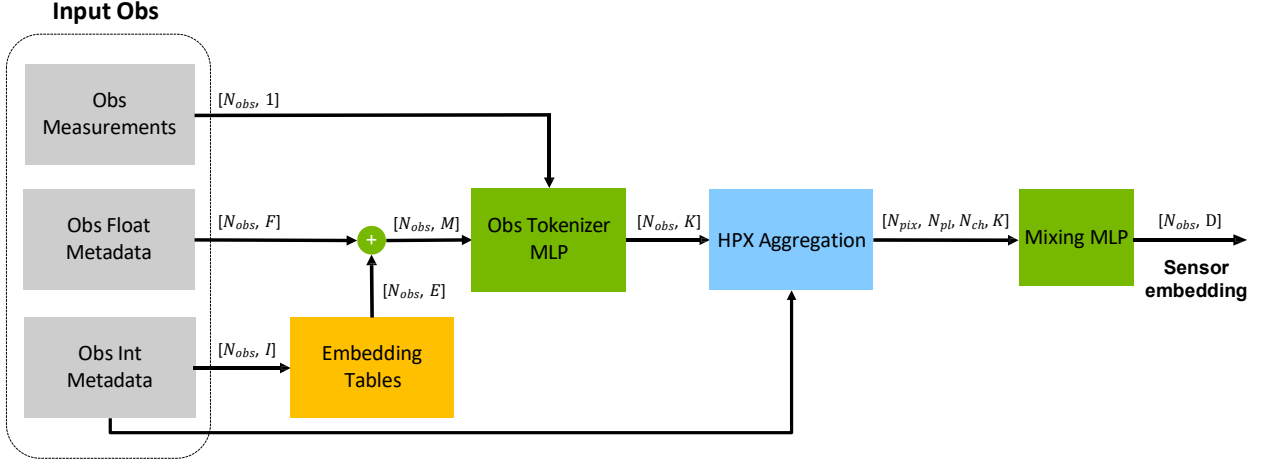 Input Obs
Obs
Measurements
[N_obs, 1]
Obs Float
Metadata
[N_obs, F]
+
[N_obs, M]
Obs Tokenizer
MLP
[N_obs, K]
HPX Aggregation
[N_pix, N_pl, N_ch, K]
Mixing MLP
[N_obs, D]
Sensor
embedding
[N_obs, E]
Obs Int
Metadata
[N_obs, I]
Embedding
Tables